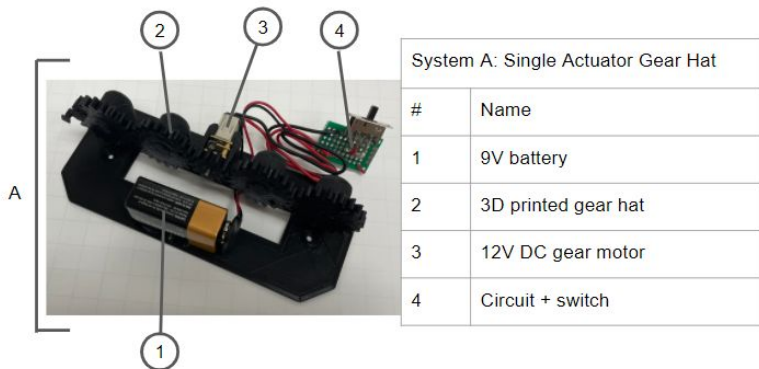 2
3
4
A
1
System A: Single Actuator Gear Hat
# Name
1 9V battery
2 3D printed gear hat
3 12V DC gear motor
4 Circuit + switch